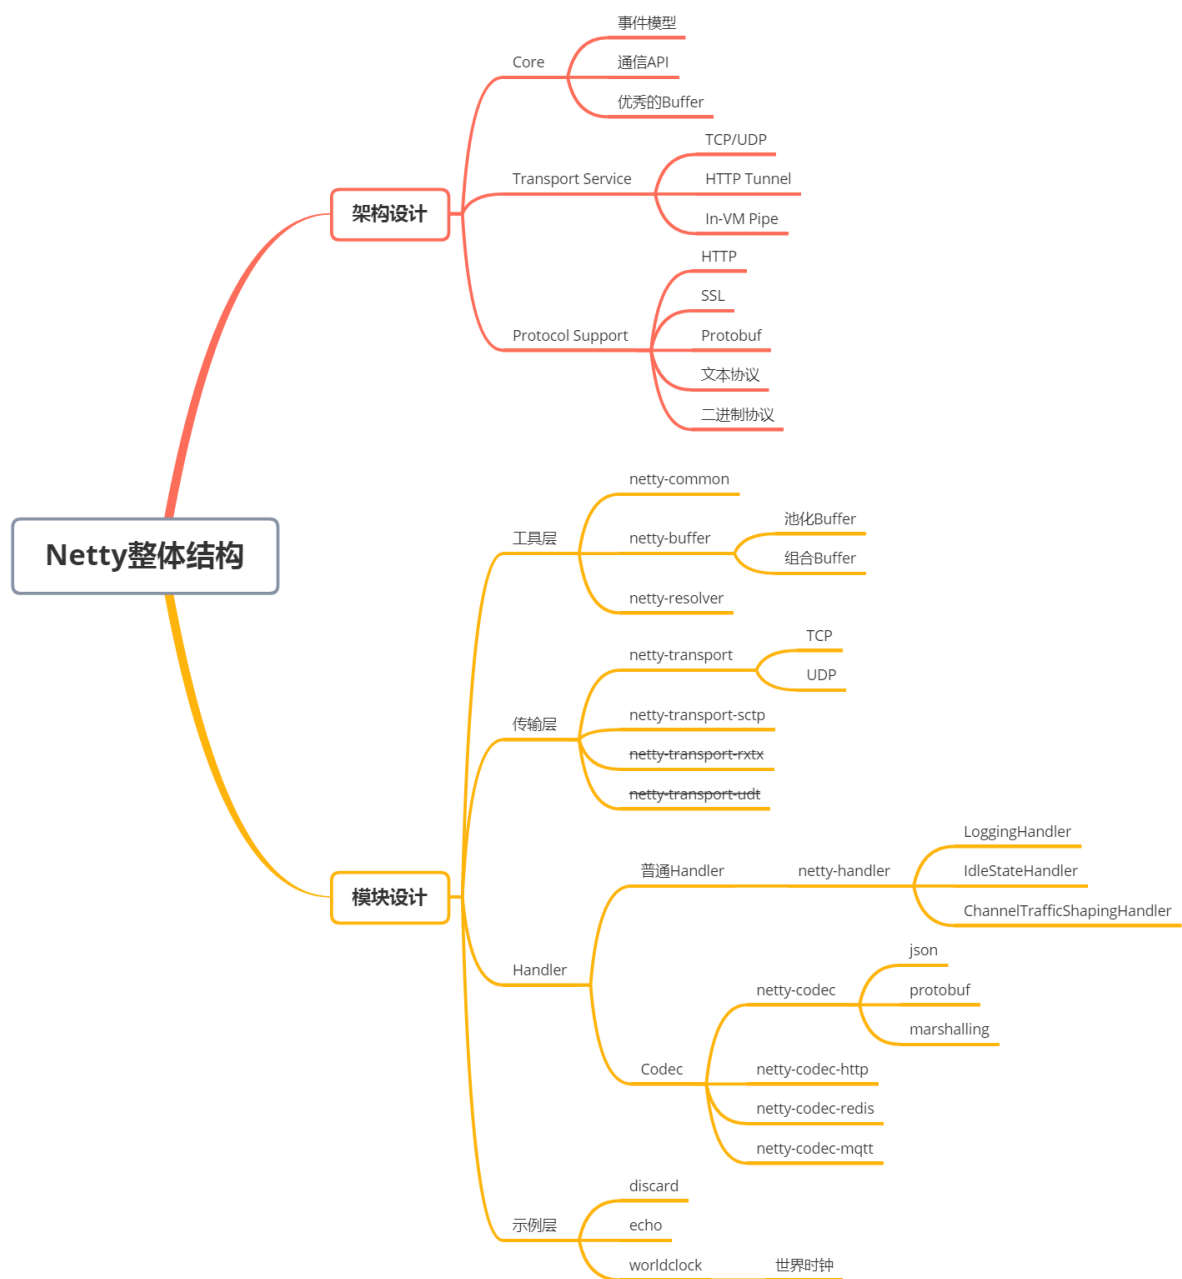 Netty整体结构
架构设计
Core
事件模型
通信API
优秀的Buffer
Transport Service
TCP/UDP
HTTP Tunnel
In-VM Pipe
Protocol Support
HTTP
SSL
Protobuf
文本协议
二进制协议
模块设计
工具层
netty-common
netty-buffer
池化Buffer
组合Buffer
netty-resolver
传输层
netty-transport
TCP
UDP
netty-transport-sctp
netty-transport-rxtx
netty-transport-udt
Handler
普通Handler
netty-handler
LoggingHandler
IdleStateHandler
ChannelTrafficShapingHandler
Codec
netty-codec
json
protobuf
marshalling
netty-codec-http
netty-codec-redis
netty-codec-mqtt
示例层
discard
echo
worldclock
世界时钟